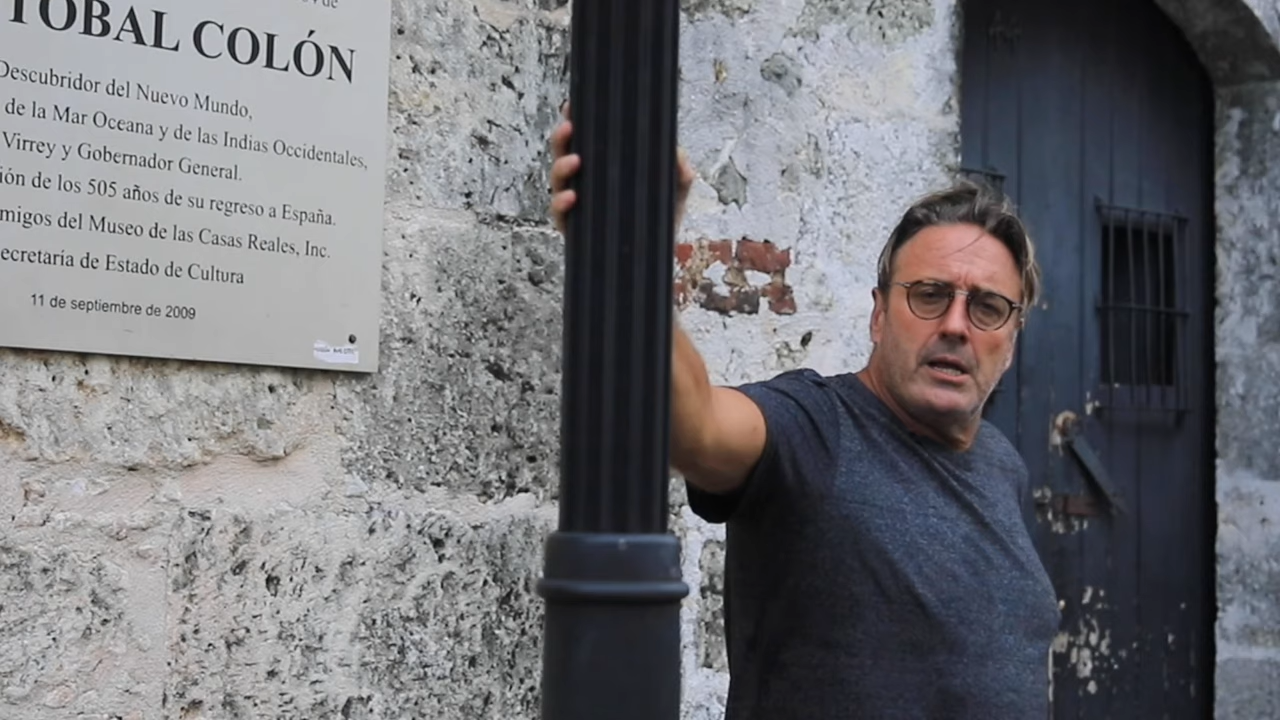 de
TOBAL COLÓN
Descubridor del Nuevo Mundo,
de la Mar Oceana y de las Indias Occidentales,
Virrey y Gobernador General.
ión de los 505 años de su regreso a España.
migos del Museo de las Casas Reales, Inc.
ecretaría de Estado de Cultura
11 de septiembre de 2009